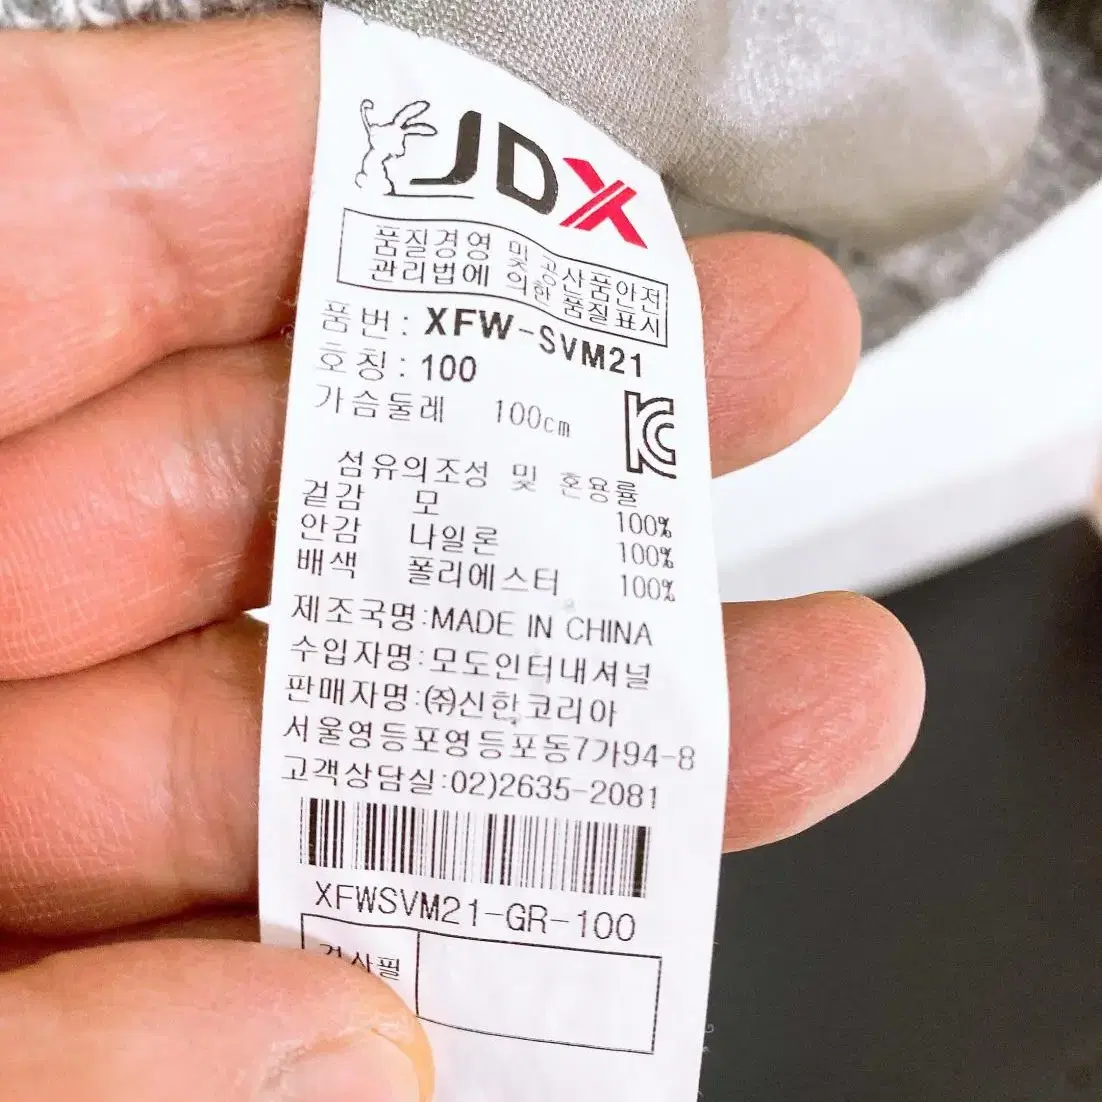 JDX
품질경영 및 공산품안전
관리법에 의한 품질표시
품번: XFW-SVM21
호칭: 100
가슴둘레 100cm
섬유의조성 및 혼용률
겉감 모 100%
안감 나일론 100%
배색 폴리에스터 100%
제조국명:MADE IN CHINA
수입자명:모도인터내셔널
판매자명:㈜신한코리아
서울영등포영등포동7가94-8
고객상담실:02)2635-2081
XFWSVM21-GR-100
검사필